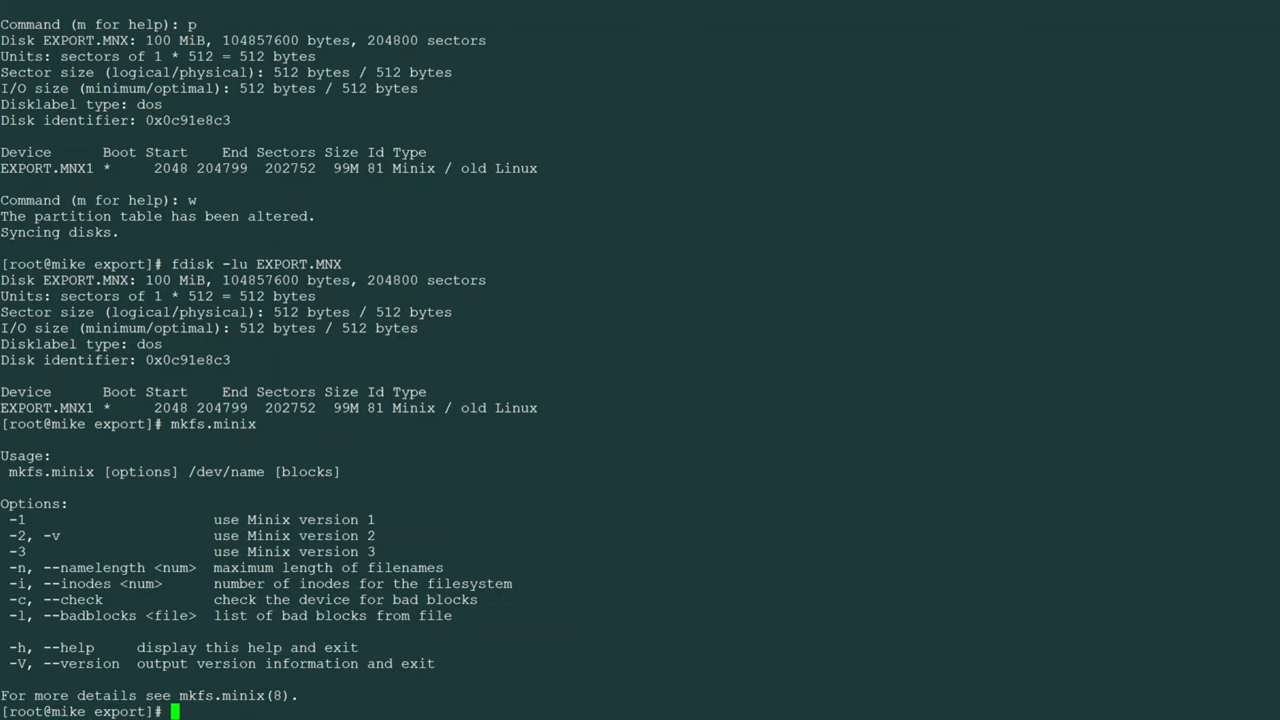 Command (m for help): p
Disk EXPORT.MNX: 100 MiB, 104857600 bytes, 204800 sectors
Units: sectors of 1 * 512 = 512 bytes
Sector size (logical/physical): 512 bytes / 512 bytes
I/O size (minimum/optimal): 512 bytes / 512 bytes
Disklabel type: dos
Disk identifier: 0x0c91e8c3
Device      Boot Start    End Sectors Size Id Type
EXPORT.MNX1 *     2048 204799  202752  99M 81 Minix / old Linux
Command (m for help): w
The partition table has been altered.
Syncing disks.
[root@mike export]# fdisk -lu EXPORT.MNX
Disk EXPORT.MNX: 100 MiB, 104857600 bytes, 204800 sectors
Units: sectors of 1 * 512 = 512 bytes
Sector size (logical/physical): 512 bytes / 512 bytes
I/O size (minimum/optimal): 512 bytes / 512 bytes
Disklabel type: dos
Disk identifier: 0x0c91e8c3
Device      Boot Start    End Sectors Size Id Type
EXPORT.MNX1 *     2048 204799  202752  99M 81 Minix / old Linux
[root@mike export]# mkfs.minix
Usage:
 mkfs.minix [options] /dev/name [blocks]
Options:
 -1                      use Minix version 1
 -2, -v                  use Minix version 2
 -3                      use Minix version 3
 -n, --namelength <num>  maximum length of filenames
 -i, --inodes <num>      number of inodes for the filesystem
 -c, --check             check the device for bad blocks
 -l, --badblocks <file>  list of bad blocks from file
 -h, --help     display this help and exit
 -V, --version  output version information and exit
For more details see mkfs.minix(8).
[root@mike export]#